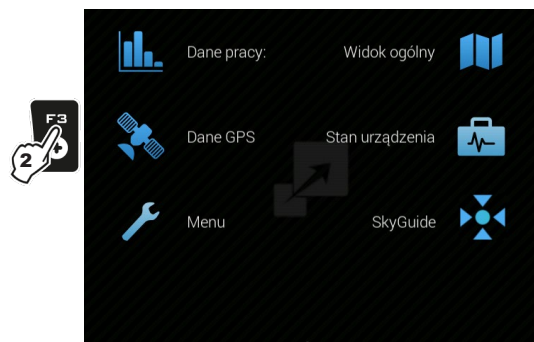 F3
2
Dane pracy: Widok ogólny
Dane GPS Stan urządzenia
Menu SkyGuide